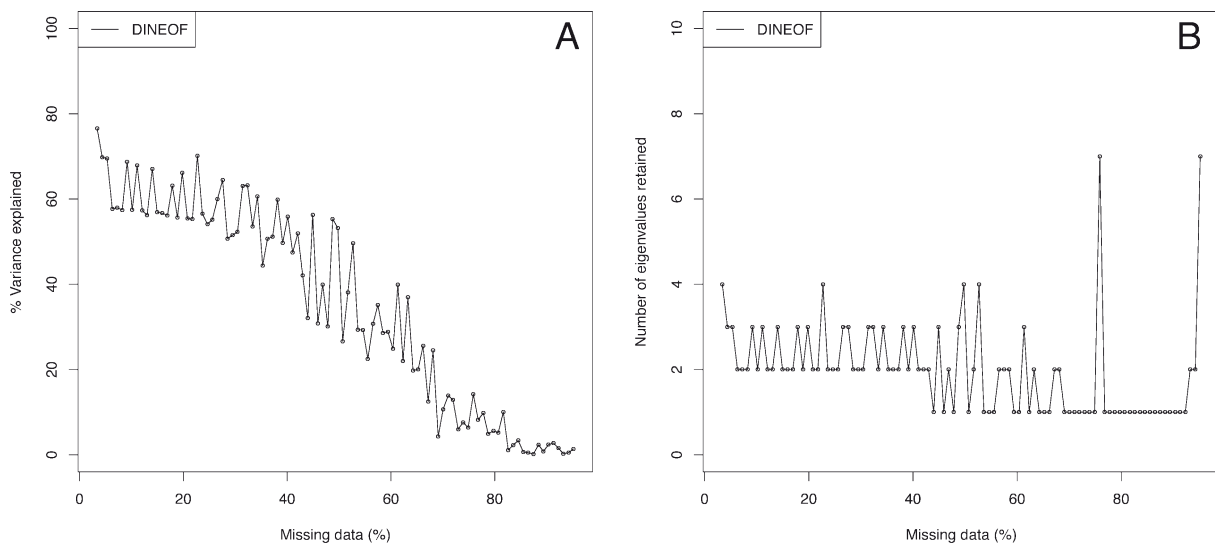 DINEOF
A
100
80
60
40
20
0
% Variance explained
0 20 40 60 80
Missing data (%)
DINEOF
B
10
8
6
4
2
0
Number of eigenvalues retained
0 20 40 60 80
Missing data (%)